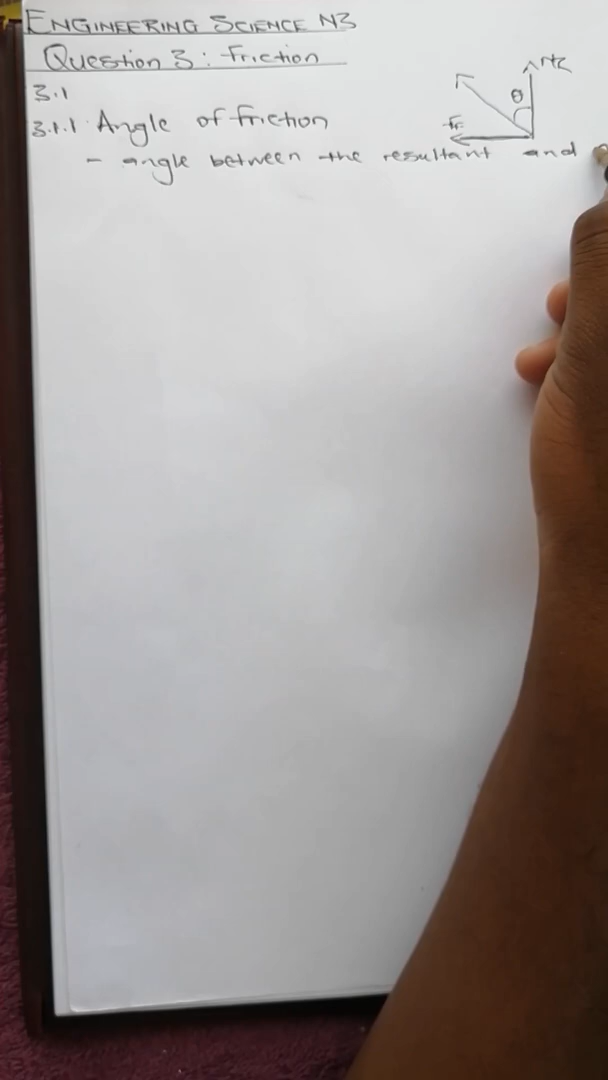 ENGINEERING SCIENCE N3
Question 3: Friction
3.1
3.1.1 Angle of friction
- angle between the resultant and
θ
Fr